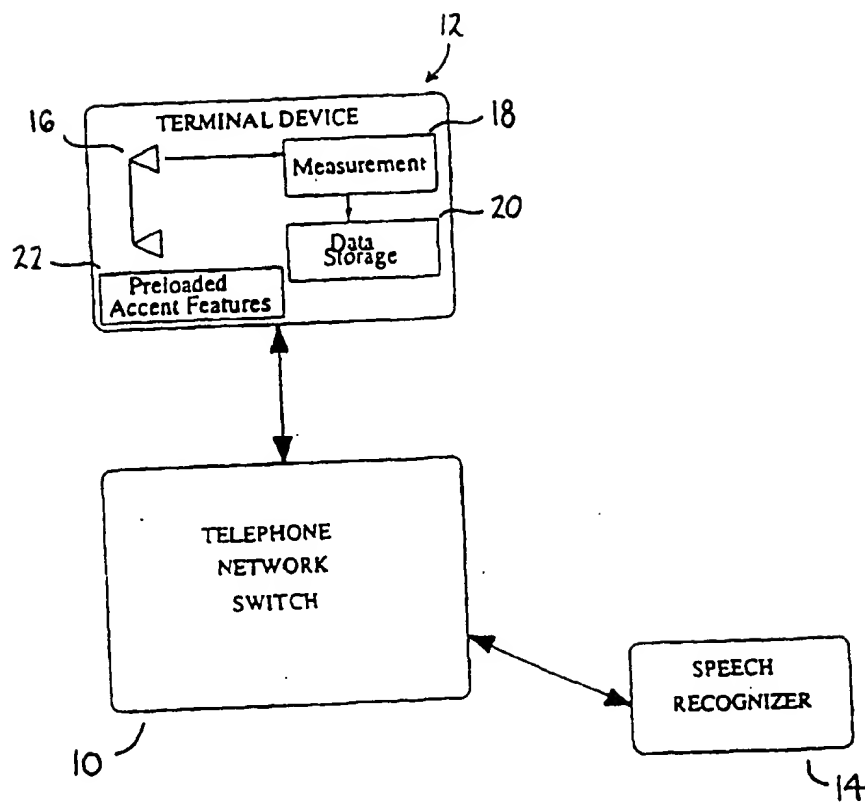 12
16
TERMINAL DEVICE
18
Measurement
20
Data
Storage
22
Preloaded
Accent Features
TELEPHONE
NETWORK
SWITCH
SPEECH
RECOGNIZER
10
14